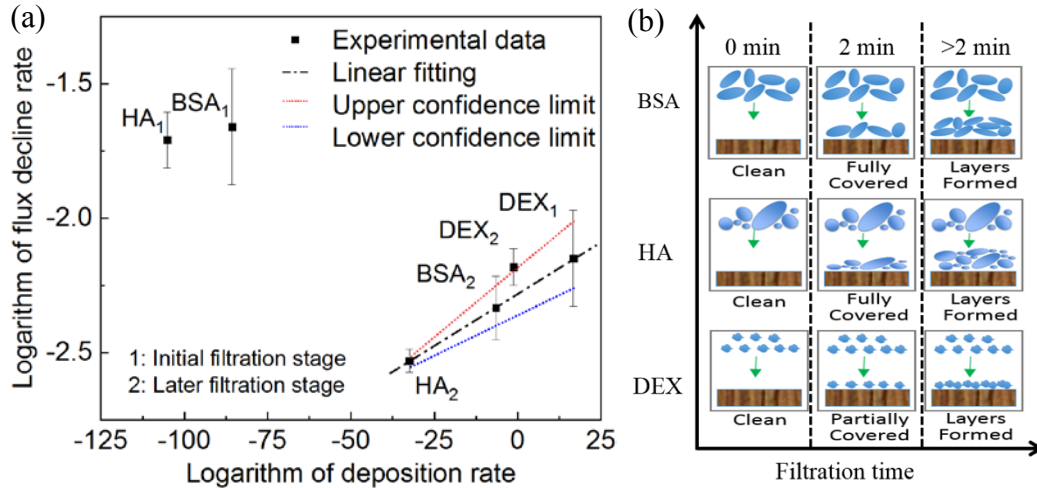 (a)
Logarithm of flux decline rate
-1.5
-2.0
-2.5
Experimental data
Linear fitting
Upper confidence limit
Lower confidence limit
HA1
BSA1
DEX1
DEX2
BSA2
HA2
1: Initial filtration stage
2: Later filtration stage
-125 -100 -75 -50 -25 0 25
Logarithm of deposition rate
(b)
0 min 2 min >2 min
BSA
Clean
Fully
Covered
Layers
Formed
HA
Clean
Fully
Covered
Layers
Formed
DEX
Clean
Partially
Covered
Layers
Formed
Filtration time